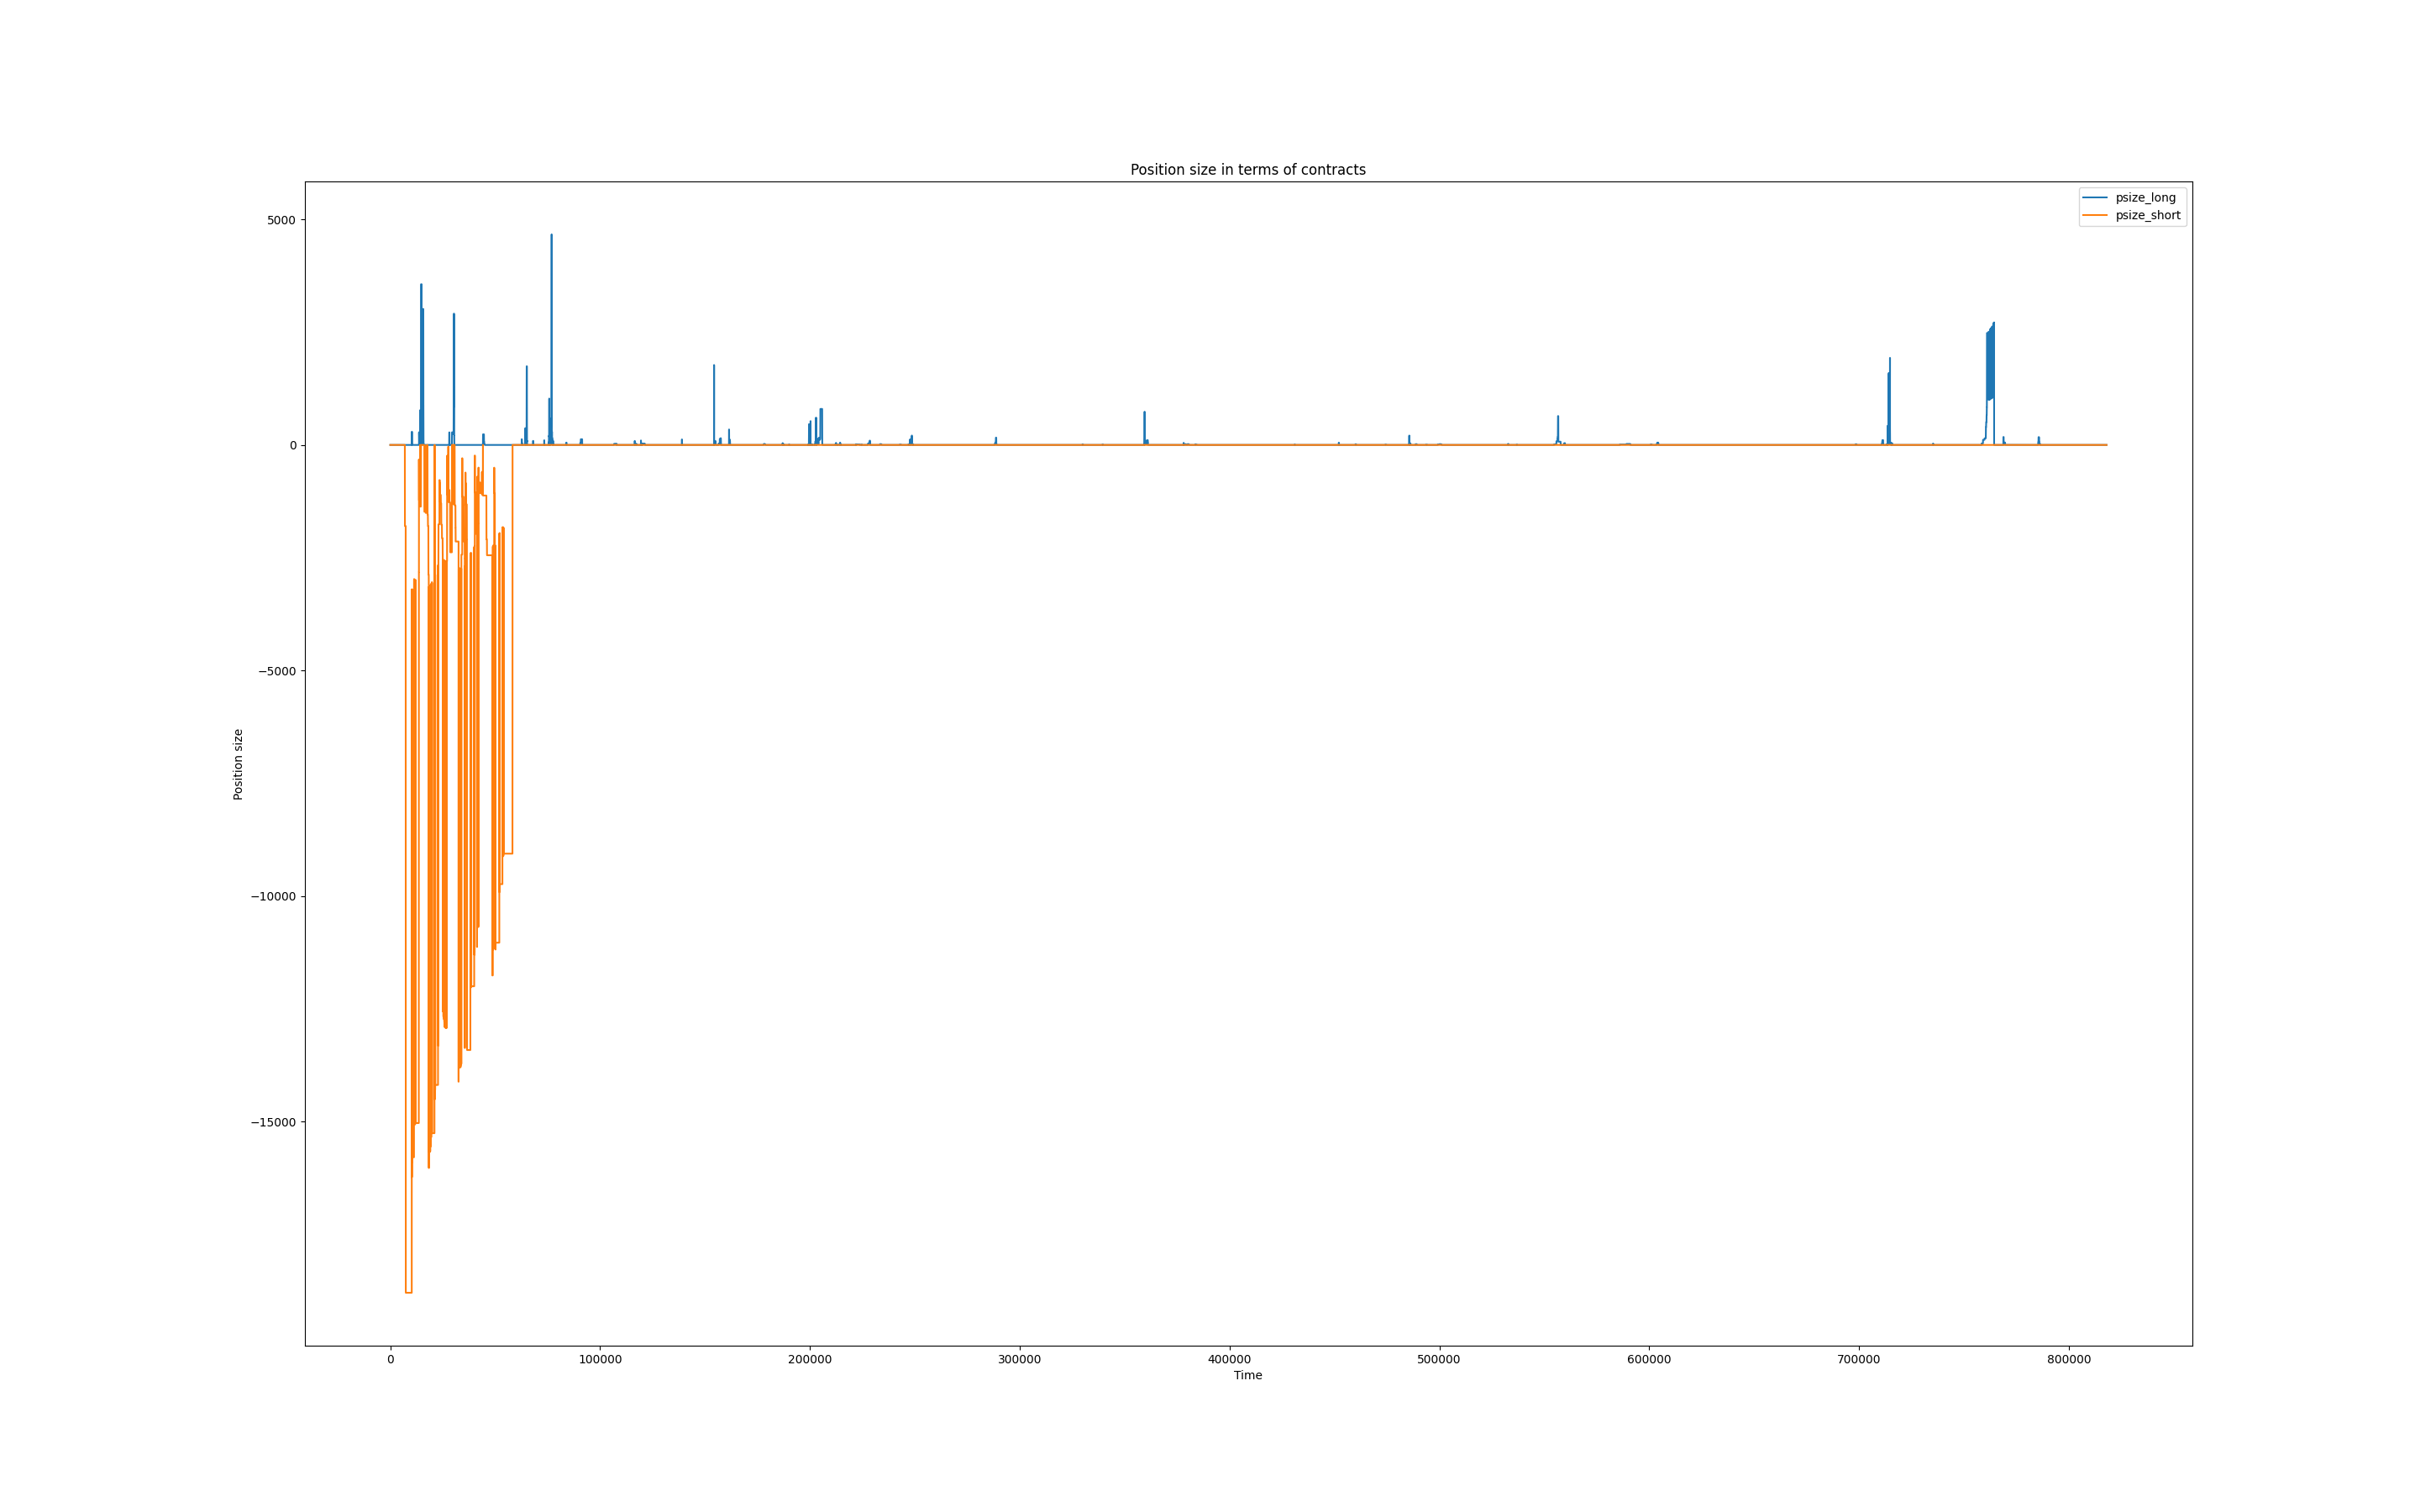 Position size in terms of contracts
psize_long
psize_short
5000
0
−5000
−10000
−15000
Position size
0 100000 200000 300000 400000 500000 600000 700000 800000
Time